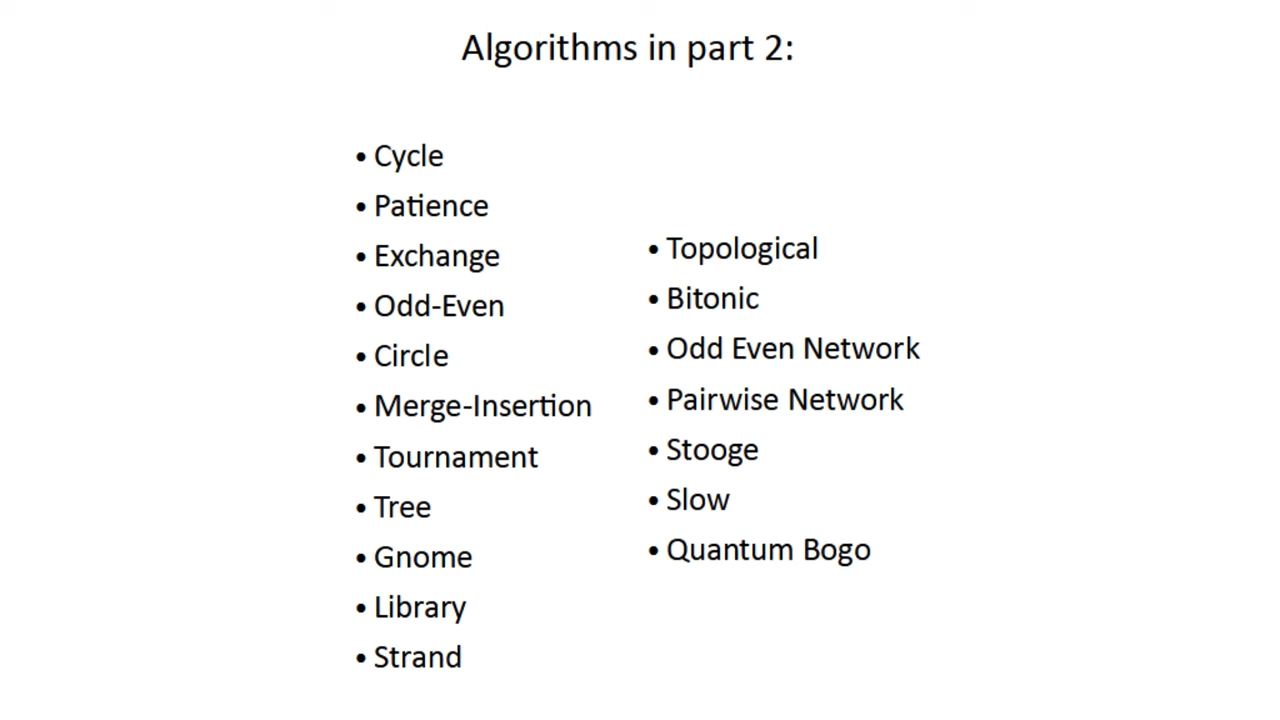 Algorithms in part 2:
• Cycle
• Patience
• Exchange
• Odd-Even
• Circle
• Merge-Insertion
• Tournament
• Tree
• Gnome
• Library
• Strand
• Topological
• Bitonic
• Odd Even Network
• Pairwise Network
• Stooge
• Slow
• Quantum Bogo